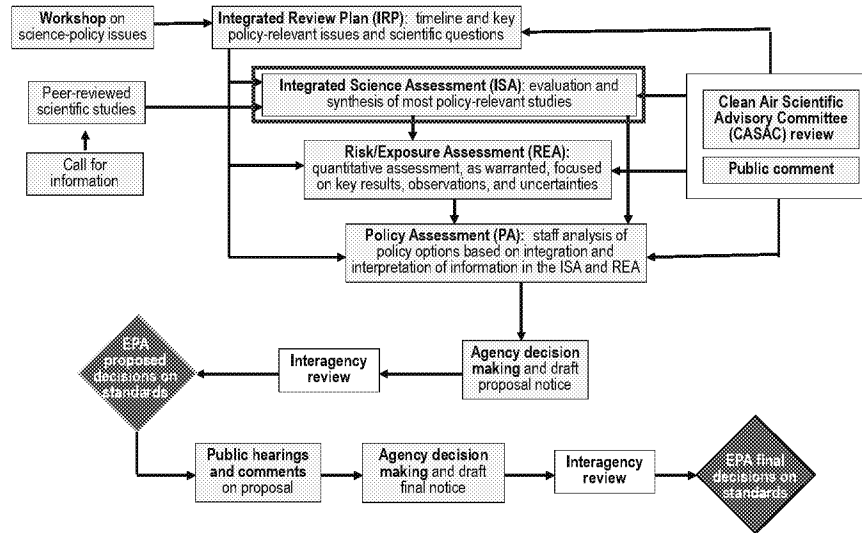 Workshop on
science-policy issues
Integrated Review Plan (IRP): timeline and key
policy-relevant issues and scientific questions
Peer-reviewed
scientific studies
Call for
information
Integrated Science Assessment (ISA): evaluation and
synthesis of most policy-relevant studies
Clean Air Scientific
Advisory Committee
(CASAC) review
Public comment
Risk/Exposure Assessment (REA):
quantitative assessment, as warranted, focused
on key results, observations, and uncertainties
Policy Assessment (PA): staff analysis of
policy options based on integration and
interpretation of information in the ISA and REA
Agency decision
making and draft
proposal notice
Interagency
review
EPA
proposed
decisions on
standards
Public hearings
and comments
on proposal
Agency decision
making and draft
final notice
Interagency
review
EPA final
decisions on
standards